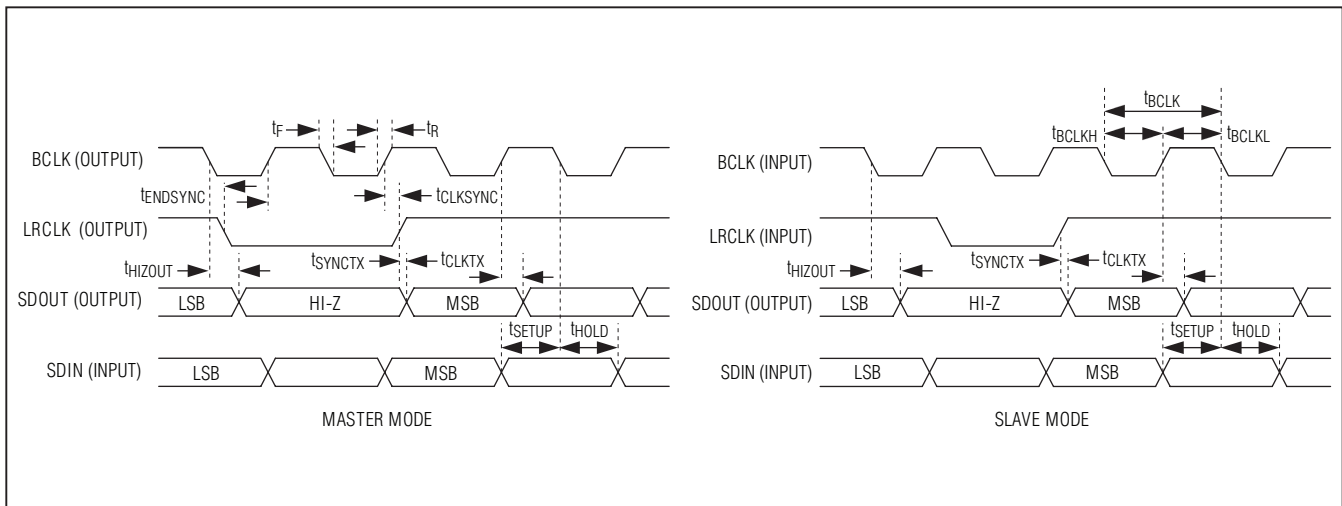 tF
tR
BCLK (OUTPUT)
tENDSYNC
tCLKSYNC
LRCLK (OUTPUT)
tHIZOUT
tSYNCTX
tCLKTX
SDOUT (OUTPUT)
LSB
HI-Z
MSB
tSETUP
tHOLD
SDIN (INPUT)
LSB
MSB
MASTER MODE
tBCLK
tBCLKH
tBCLKL
BCLK (INPUT)
LRCLK (INPUT)
tHIZOUT
tSYNCTX
tCLKTX
SDOUT (OUTPUT)
LSB
HI-Z
MSB
tSETUP
tHOLD
SDIN (INPUT)
LSB
MSB
SLAVE MODE